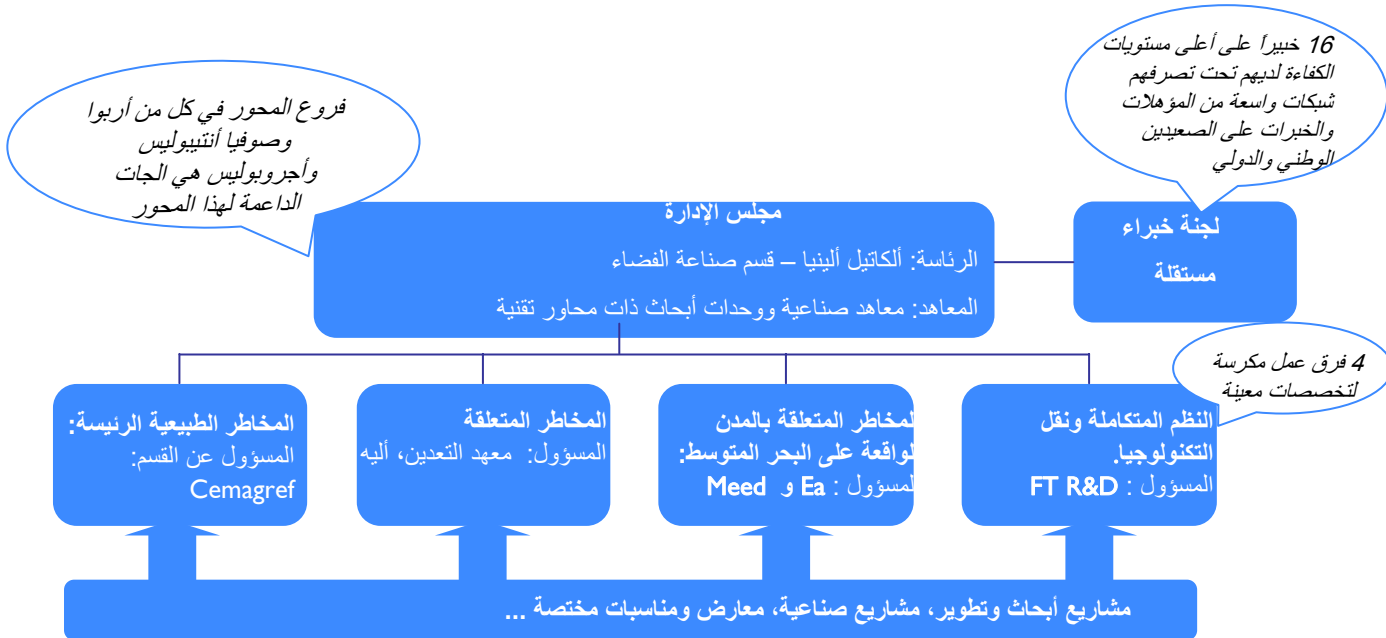 16 خبيراً على أعلى مستويات
الكفاءة لديهم تحت تصرفهم
شبكات واسعة من المؤهلات
والخبرات على الصعيدين
الوطني والدولي
فروع المحور في كل من أربوا
وصوفيا أنتيبوليس
وأجروبوليس هي الجات
الداعمة لهذا المحور
لجنة خبراء
مستقلة
مجلس الإدارة
الرئاسة: ألكاتيل ألينيا – قسم صناعة الفضاء
المعاهد: معاهد صناعية ووحدات أبحاث ذات محاور تقنية
4 فرق عمل مكرسة
لتخصصات معينة
النظم المتكاملة ونقل
التكنولوجيا.
المسؤول : FT R&D
لمخاطر المتعلقة بالمدن
لواقعة على البحر المتوسط:
لمسؤول : Ea و Meed
المخاطر المتعلقة
المسؤول: معهد التعدين، أليه
المخاطر الطبيعية الرئيسة:
المسؤول عن القسم:
Cemagref
مشاريع أبحاث وتطوير، مشاريع صناعية، معارض ومناسبات مختصة ...